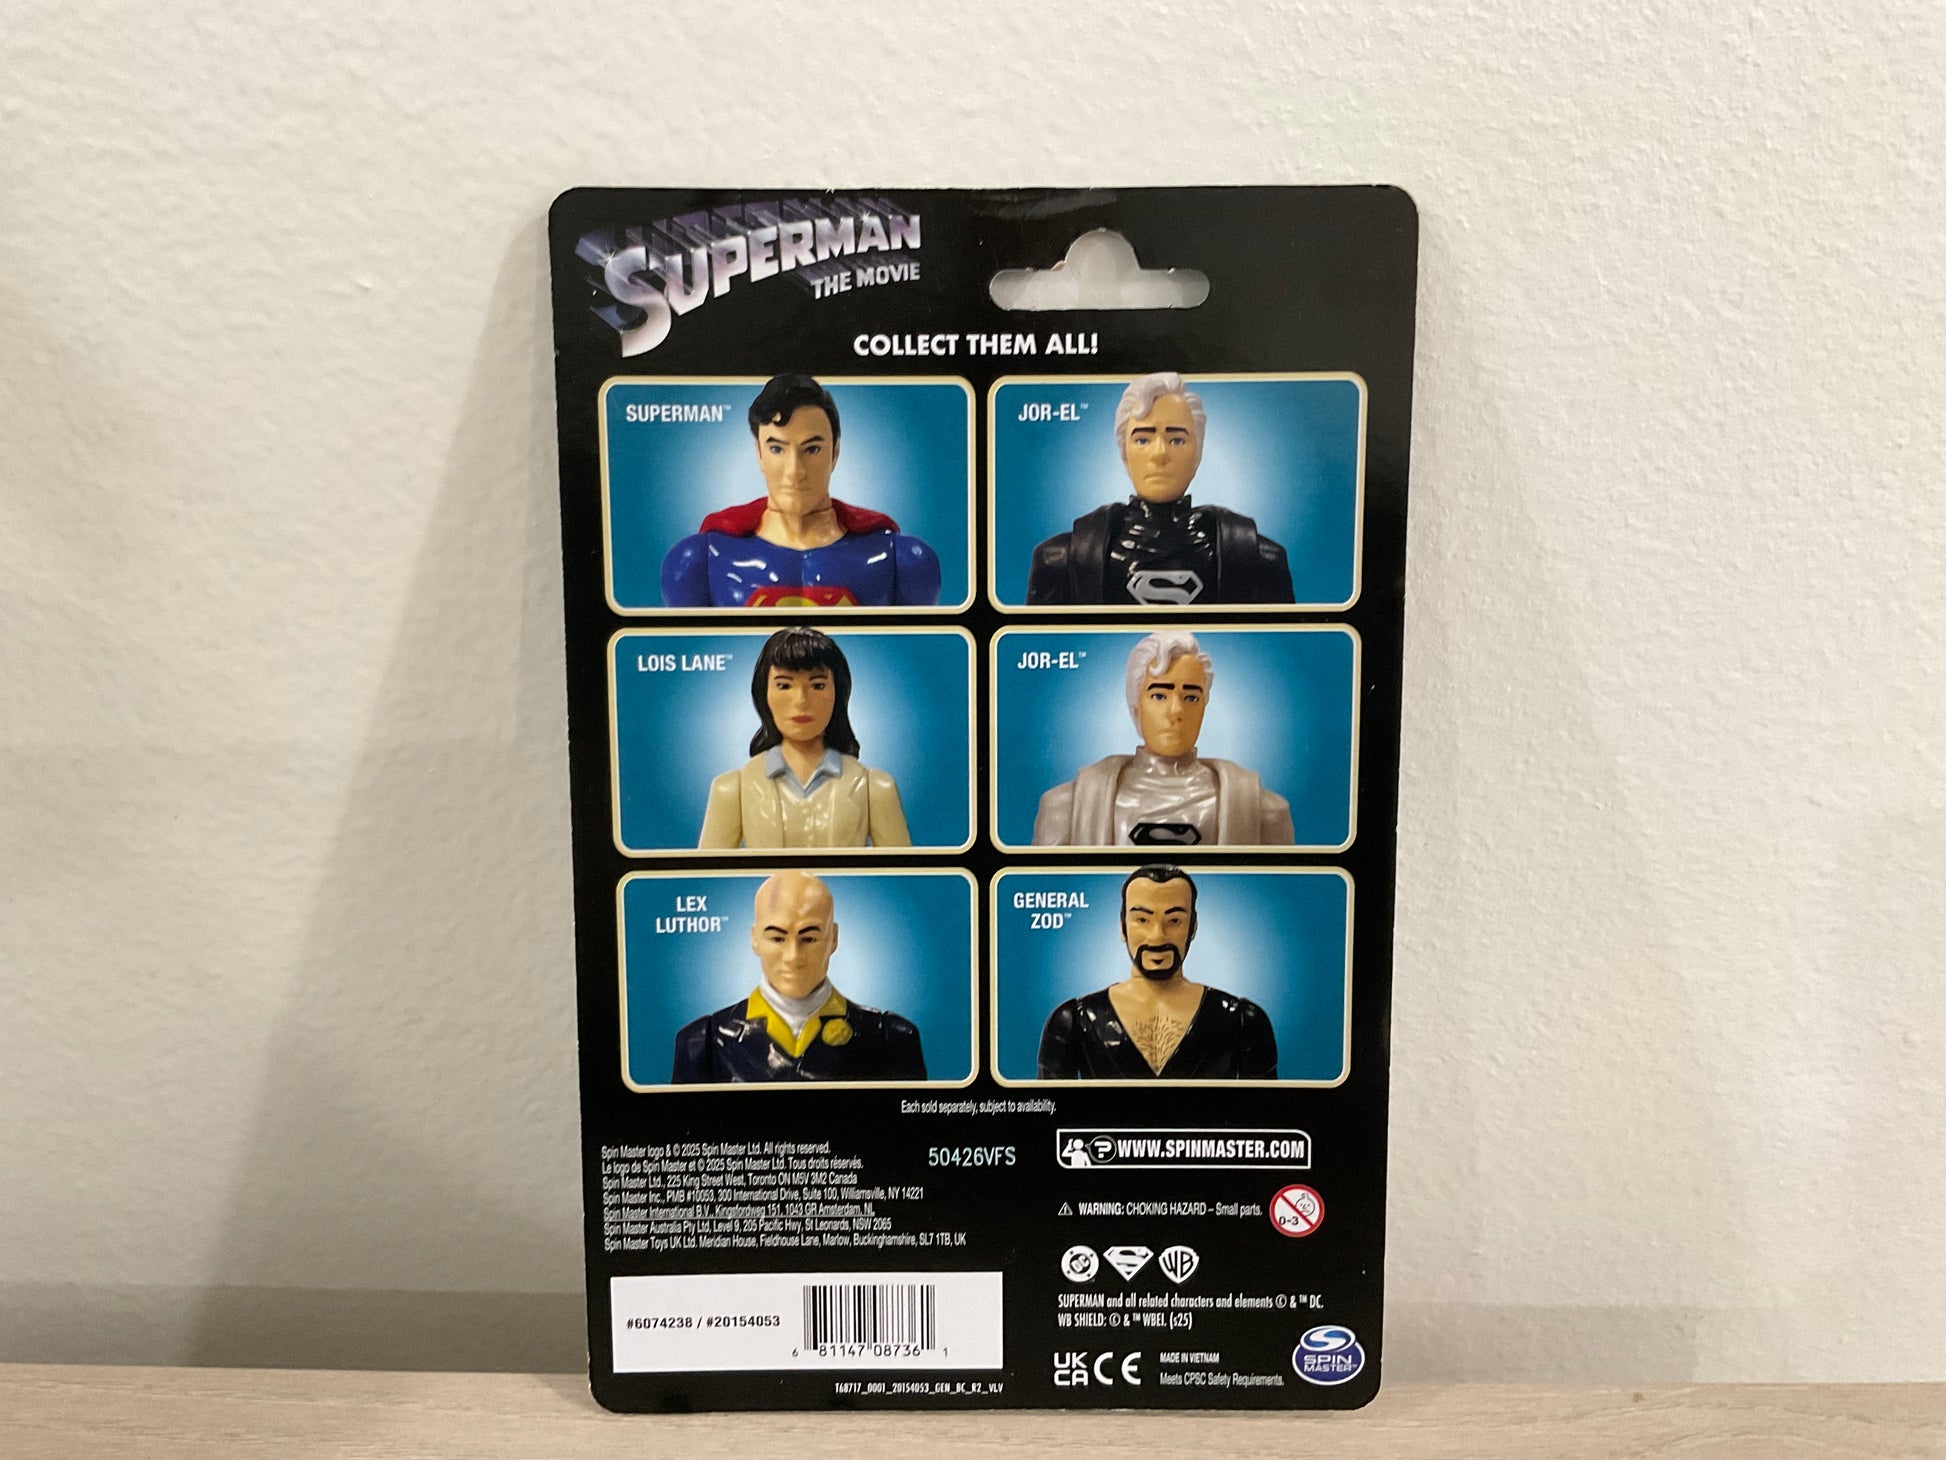 SUPERMAN
THE MOVIE
COLLECT THEM ALL!
SUPERMAN™
JOR-EL™
LOIS LANE™
JOR-EL™
LEX
LUTHOR™
GENERAL
ZOD™
Each sold separately, subject to availability.
Spin Master logo & © 2025 Spin Master Ltd. All rights reserved.
Le logo de Spin Master et © 2025 Spin Master Ltd. Tous droits réservés.
Spin Master Ltd., 225 King Street West, Toronto ON M5V 3M2 Canada
Spin Master Inc., PMB #10053, 300 International Drive, Suite 100, Williamsville, NY 14221
Spin Master International B.V., Kingsfordweg 151, 1043 GR Amsterdam, NL
Spin Master Australia Pty Ltd, Level 9, 205 Pacific Hwy, St Leonards, NSW 2065
Spin Master Toys UK Ltd. Meridian House, Fieldhouse Lane, Marlow, Buckinghamshire, SL7 1TB, UK
50426VFS
? WWW.SPINMASTER.COM
⚠ WARNING: CHOKING HAZARD – Small parts.
0-3
DC
S
WB
SUPERMAN and all related characters and elements © & ™ DC.
WB SHIELD: © & ™ WBEI. (s25)
#6074238 / #20154053
6 81147 08736 1
T68717_0001_20154053_GEN_BC_R2_VLV
UK
CA
CE
MADE IN VIETNAM
Meets CPSC Safety Requirements.
SPIN
MASTER™